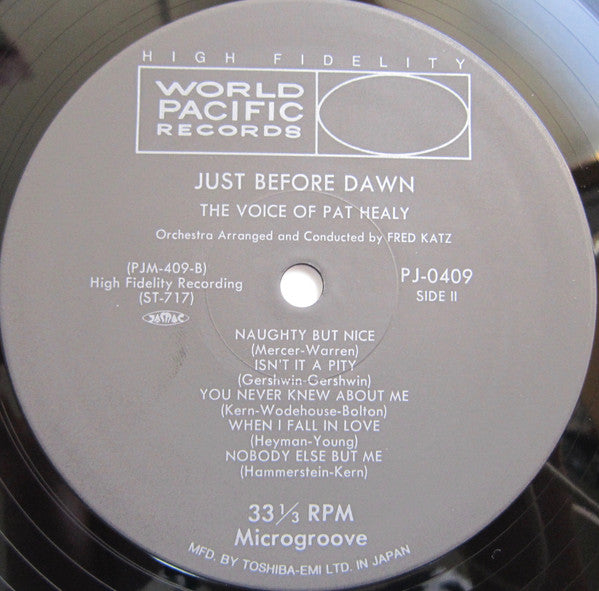 HIGH FIDELITY
WORLD
PACIFIC
RECORDS
JUST BEFORE DAWN
THE VOICE OF PAT HEALY
Orchestra Arranged and Conducted by FRED KATZ
(PJM-409-B)
High Fidelity Recording
(ST-717)
JASRAC
PJ-0409
SIDE II
NAUGHTY BUT NICE
(Mercer-Warren)
ISN'T IT A PITY
(Gershwin-Gershwin)
YOU NEVER KNEW ABOUT ME
(Kern-Wodehouse-Bolton)
WHEN I FALL IN LOVE
(Heyman-Young)
NOBODY ELSE BUT ME
(Hammerstein-Kern)
33⅓ RPM
Microgroove
MFD. BY TOSHIBA-EMI LTD. IN JAPAN